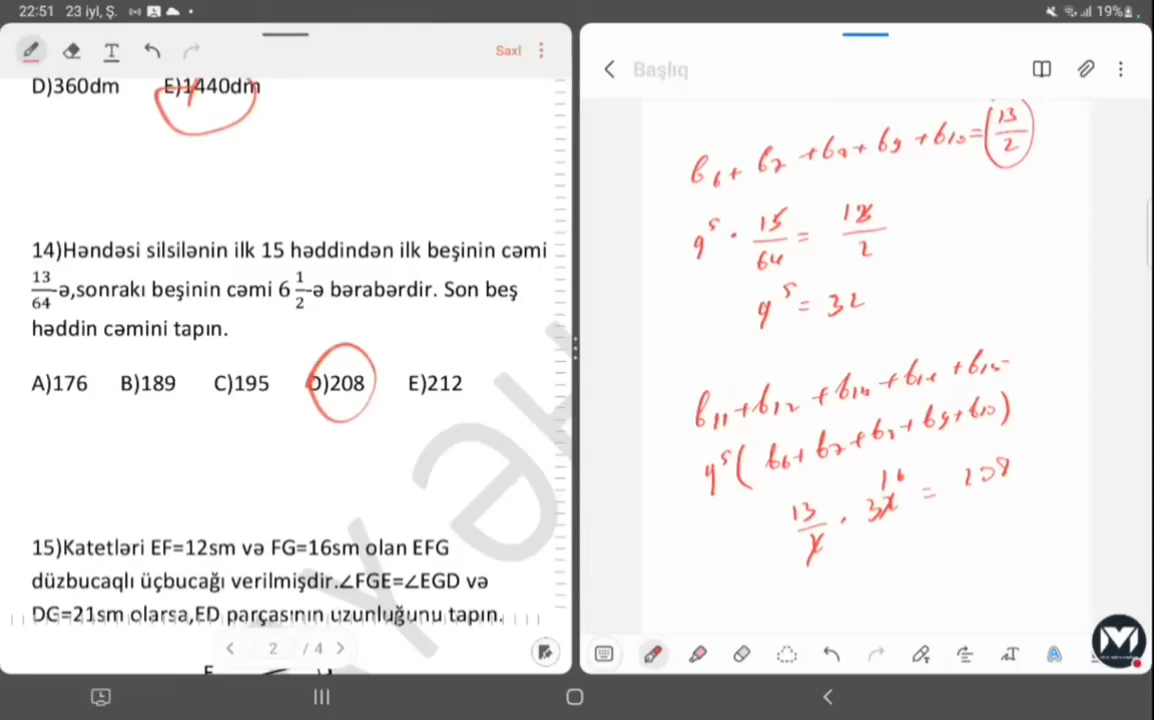 22:51 23 iyl, Ş. 19%
Saxl
D)360dm E)1440dm
14)Həndəsi silsilənin ilk 15 həddindən ilk beşinin cəmi
13/64-ə,sonrakı beşinin cəmi 6 1/2-ə bərabərdir. Son beş
həddin cəmini tapın.
A)176 B)189 C)195 D)208 E)212
15)Katetləri EF=12sm və FG=16sm olan EFG
düzbucaqlı üçbucağı verilmişdir.∠FGE=∠EGD və
DG=21sm olarsa,ED parçasının uzunluğunu tapın.
2 / 4
Başlıq
b6+ b7 +b8+ b9 +b10=13/2
q^5 · 13/64 = 13/2
q^5 = 32
b11+b12 +b13 +b14 +b15=
q^5( b6+ b7+b8+ b9+b10)
13/2 · 32 16 = 208